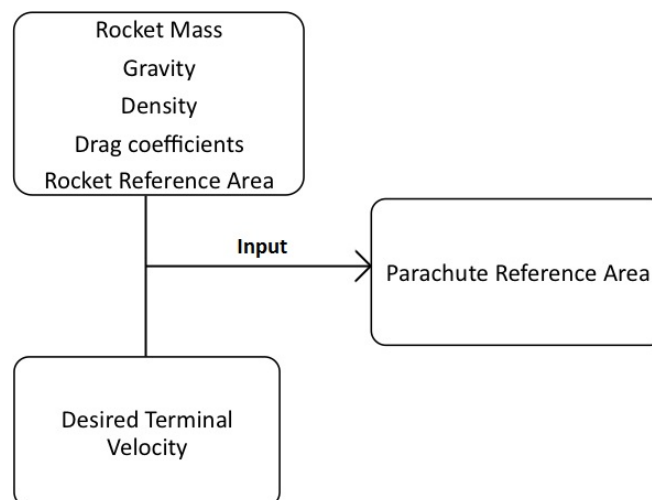 Rocket Mass
Gravity
Density
Drag coefficients
Rocket Reference Area
Input
Parachute Reference Area
Desired Terminal
Velocity